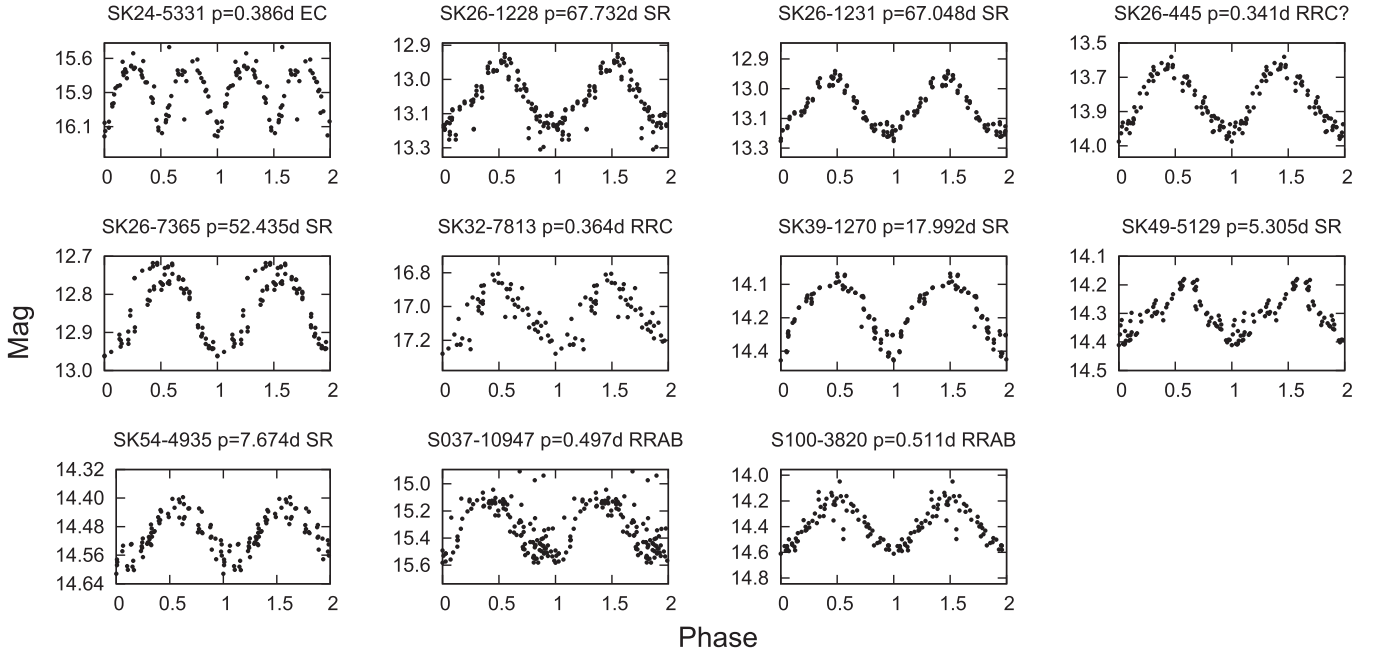 SK24-5331 p=0.386d EC
15.6
15.9
16.1
0 0.5 1 1.5 2
SK26-1228 p=67.732d SR
12.9
13.0
13.1
13.3
0 0.5 1 1.5 2
SK26-1231 p=67.048d SR
12.9
13.0
13.1
13.3
0 0.5 1 1.5 2
SK26-445 p=0.341d RRC?
13.5
13.7
13.9
14.0
0 0.5 1 1.5 2
SK26-7365 p=52.435d SR
12.7
12.8
12.9
13.0
0 0.5 1 1.5 2
SK32-7813 p=0.364d RRC
16.8
17.0
17.2
0 0.5 1 1.5 2
SK39-1270 p=17.992d SR
14.1
14.2
14.4
0 0.5 1 1.5 2
SK49-5129 p=5.305d SR
14.1
14.2
14.3
14.4
14.5
0 0.5 1 1.5 2
SK54-4935 p=7.674d SR
14.32
14.40
14.48
14.56
14.64
0 0.5 1 1.5 2
S037-10947 p=0.497d RRAB
15.0
15.2
15.4
15.6
0 0.5 1 1.5 2
S100-3820 p=0.511d RRAB
14.0
14.2
14.4
14.6
14.8
0 0.5 1 1.5 2
Mag
Phase